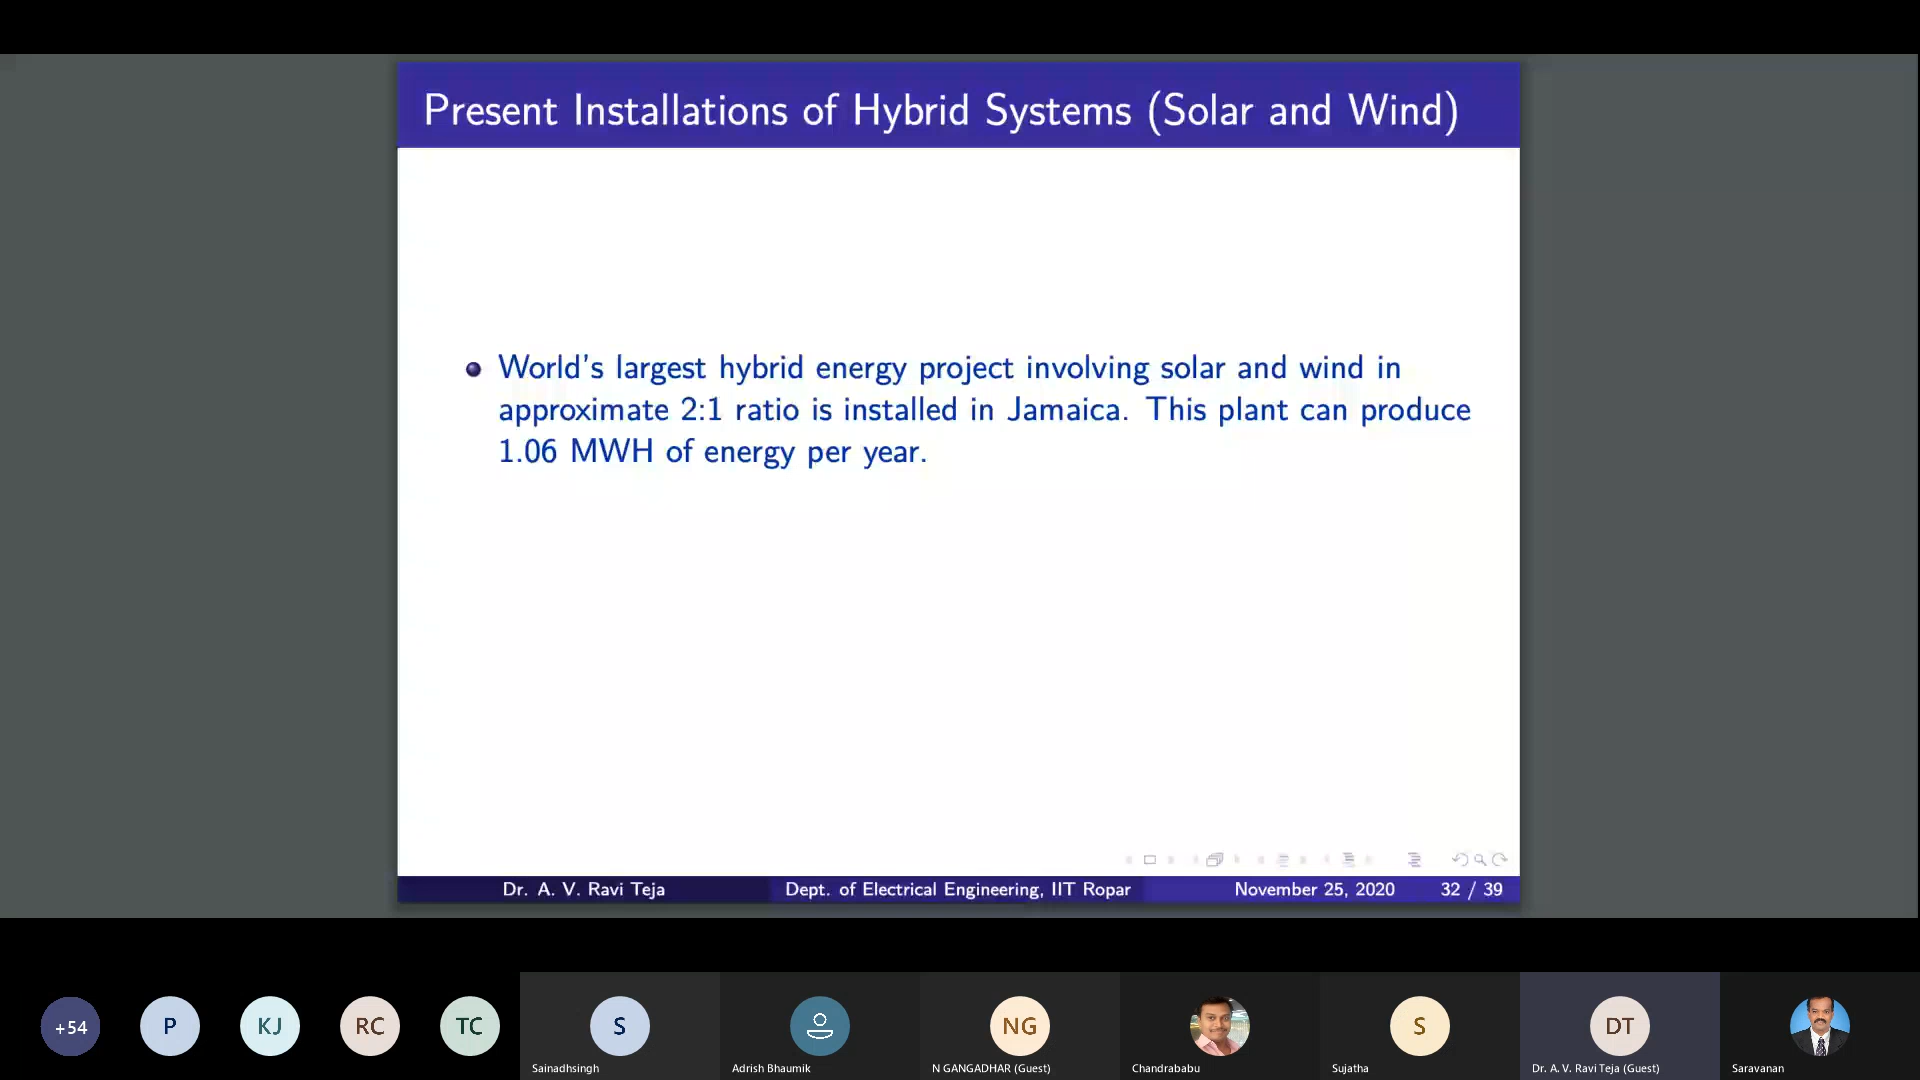 Present Installations of Hybrid Systems (Solar and Wind)
World's largest hybrid energy project involving solar and wind in
approximate 2:1 ratio is installed in Jamaica. This plant can produce
1.06 MWH of energy per year.
Dr. A. V. Ravi Teja Dept. of Electrical Engineering, IIT Ropar November 25, 2020 32 / 39
+54 P KJ RC TC S NG S DT
Sainadhsingh Adrish Bhaumik N GANGADHAR (Guest) Chandrababu Sujatha Dr. A. V. Ravi Teja (Guest) Saravanan